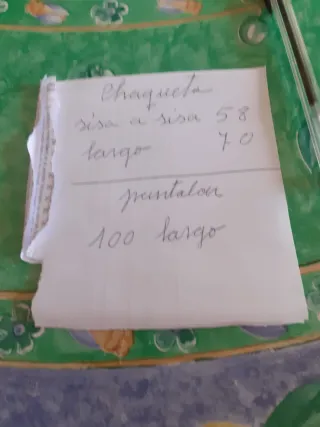 Chaqueta
sisa a sisa 58
largo 70
pantalon
100 largo